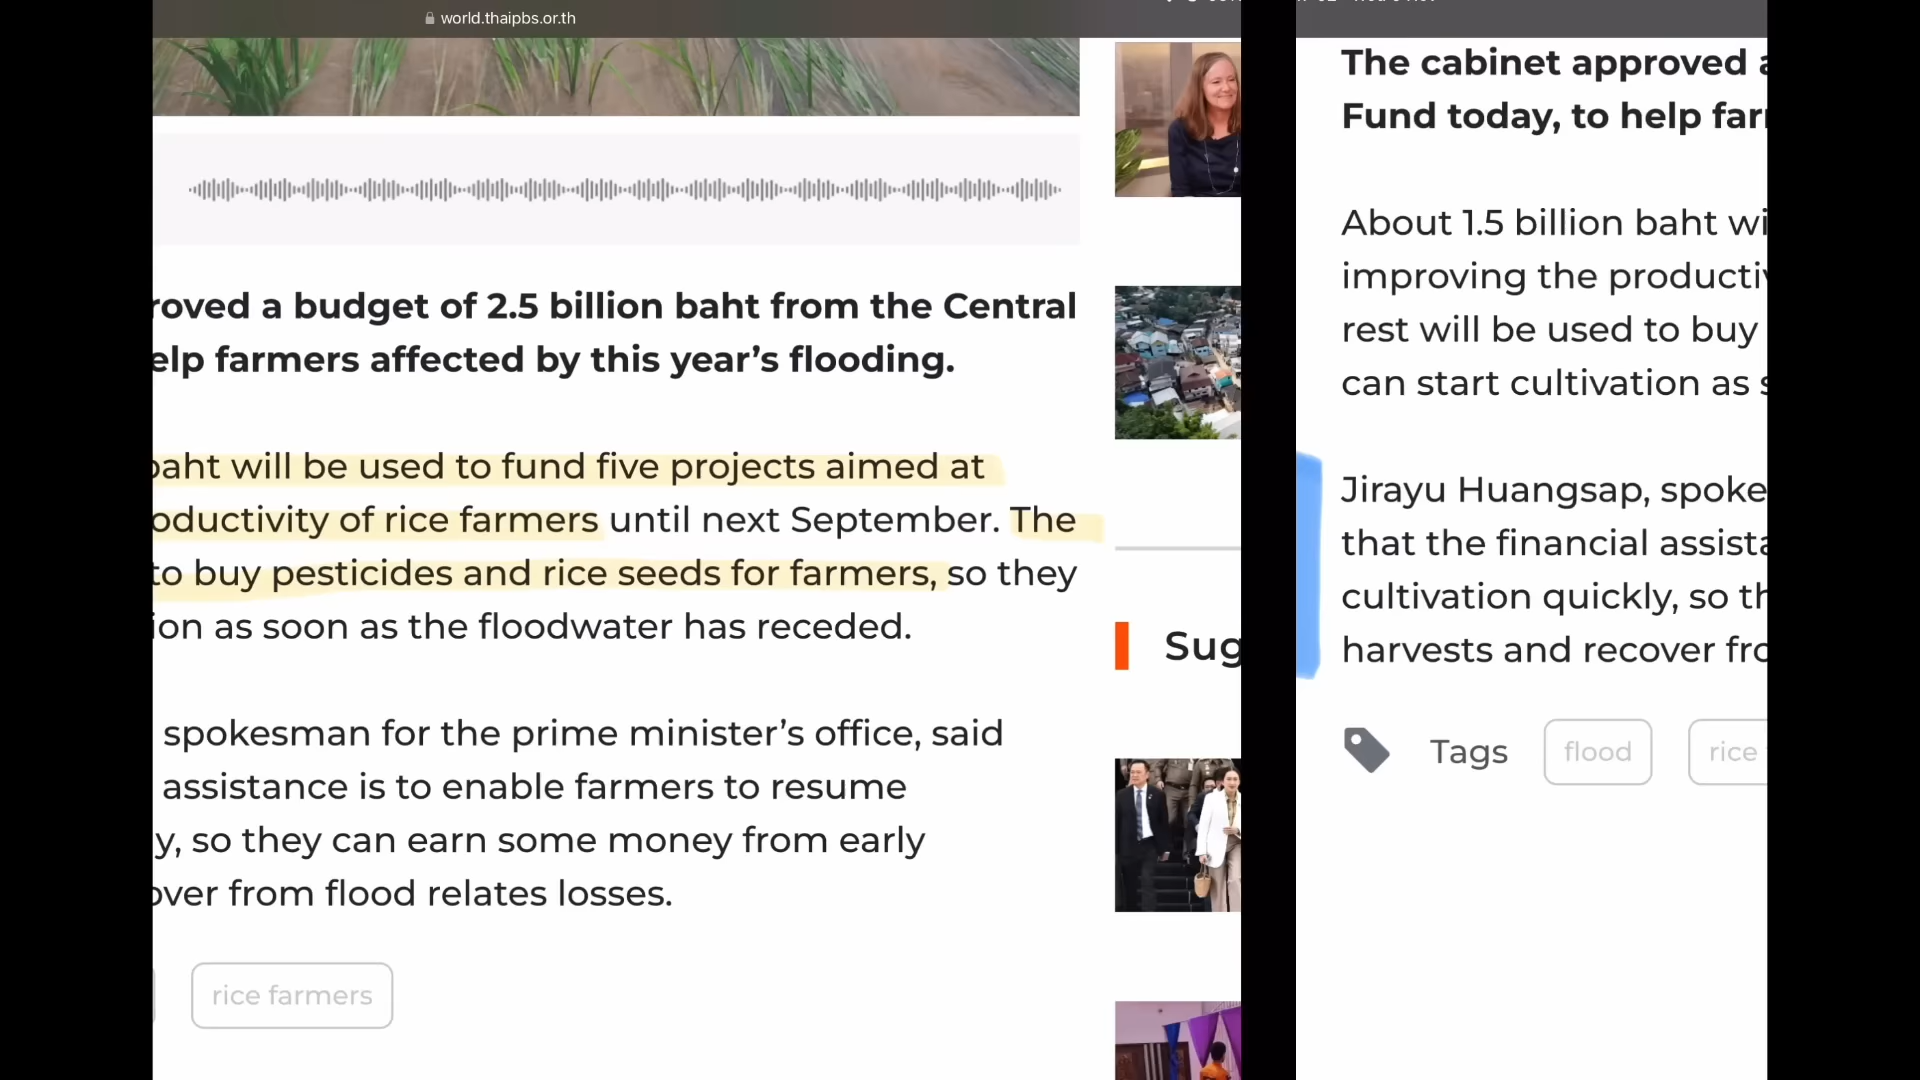 world.thaipbs.or.th
roved a budget of 2.5 billion baht from the Central
elp farmers affected by this year’s flooding.
baht will be used to fund five projects aimed at
oductivity of rice farmers until next September. The
to buy pesticides and rice seeds for farmers, so they
ion as soon as the floodwater has receded.
spokesman for the prime minister’s office, said
assistance is to enable farmers to resume
y, so they can earn some money from early
over from flood relates losses.
rice farmers
Sug
The cabinet approved a
Fund today, to help far
About 1.5 billion baht wi
improving the productiv
rest will be used to buy
can start cultivation as s
Jirayu Huangsap, spoke
that the financial assista
cultivation quickly, so th
harvests and recover fro
Tags
flood
rice